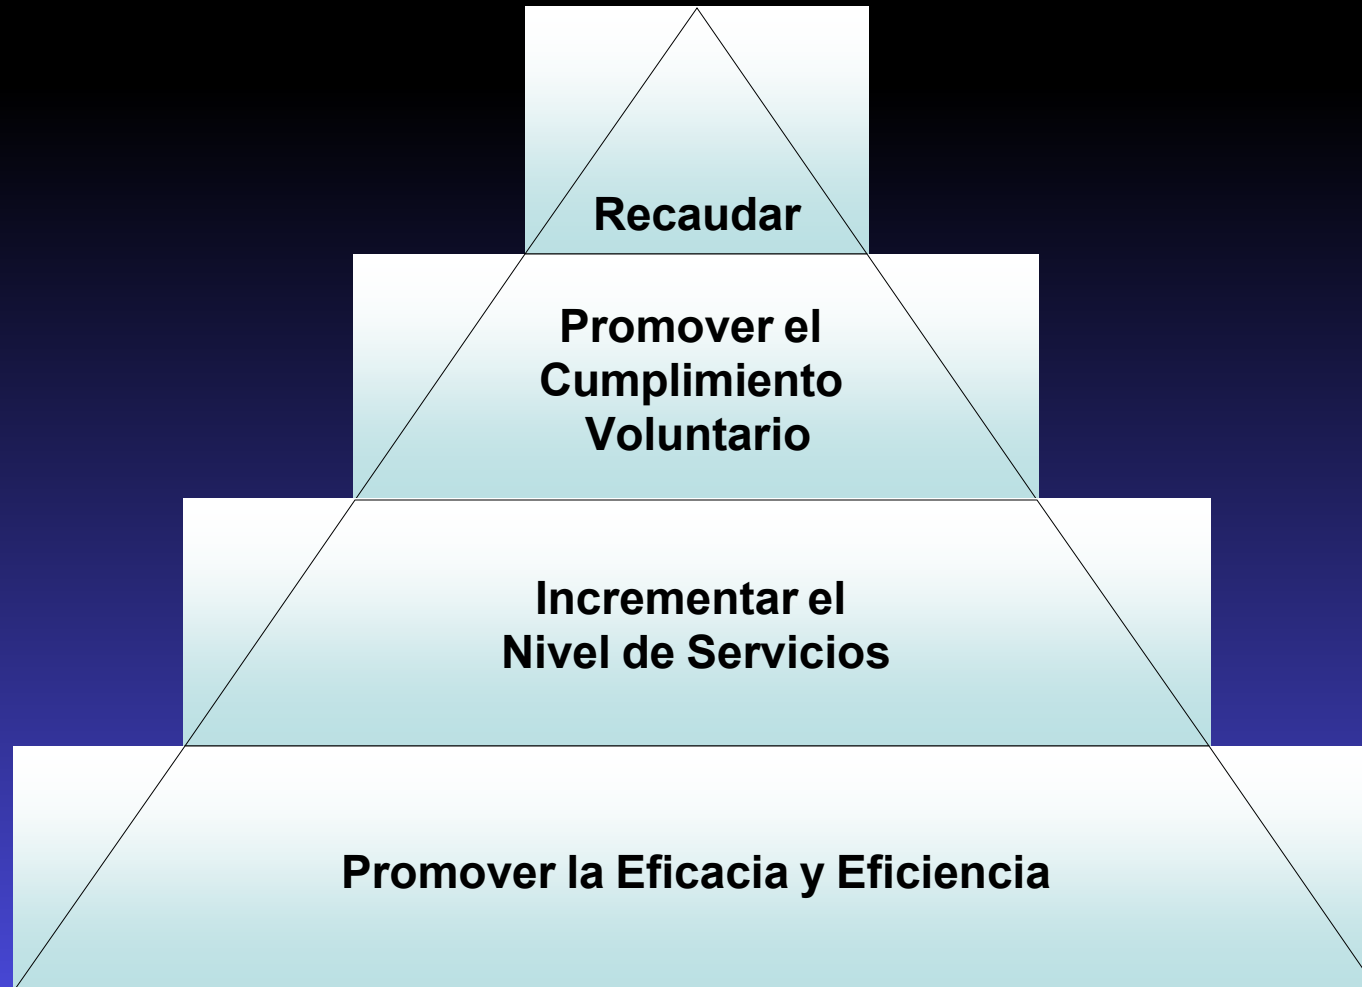 Recaudar
Promover el
Cumplimiento
Voluntario
Incrementar el
Nivel de Servicios
Promover la Eficacia y Eficiencia